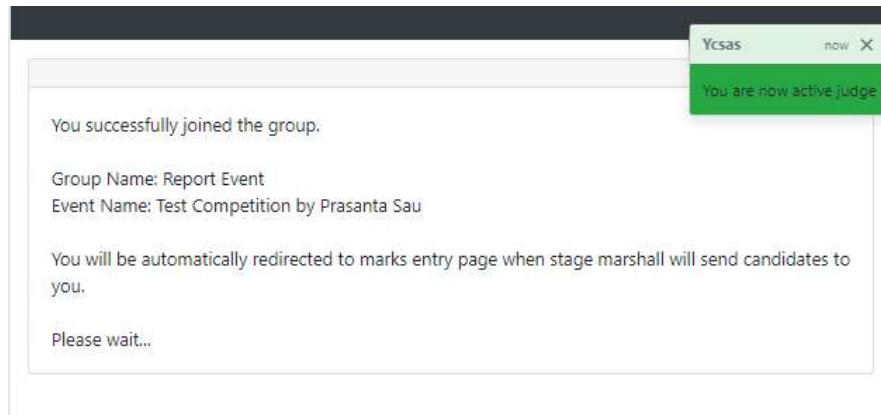 Ycsas now ×
You are now active judge
You successfully joined the group.
Group Name: Report Event
Event Name: Test Competition by Prasanta Sau
You will be automatically redirected to marks entry page when stage marshall will send candidates to
you.
Please wait...